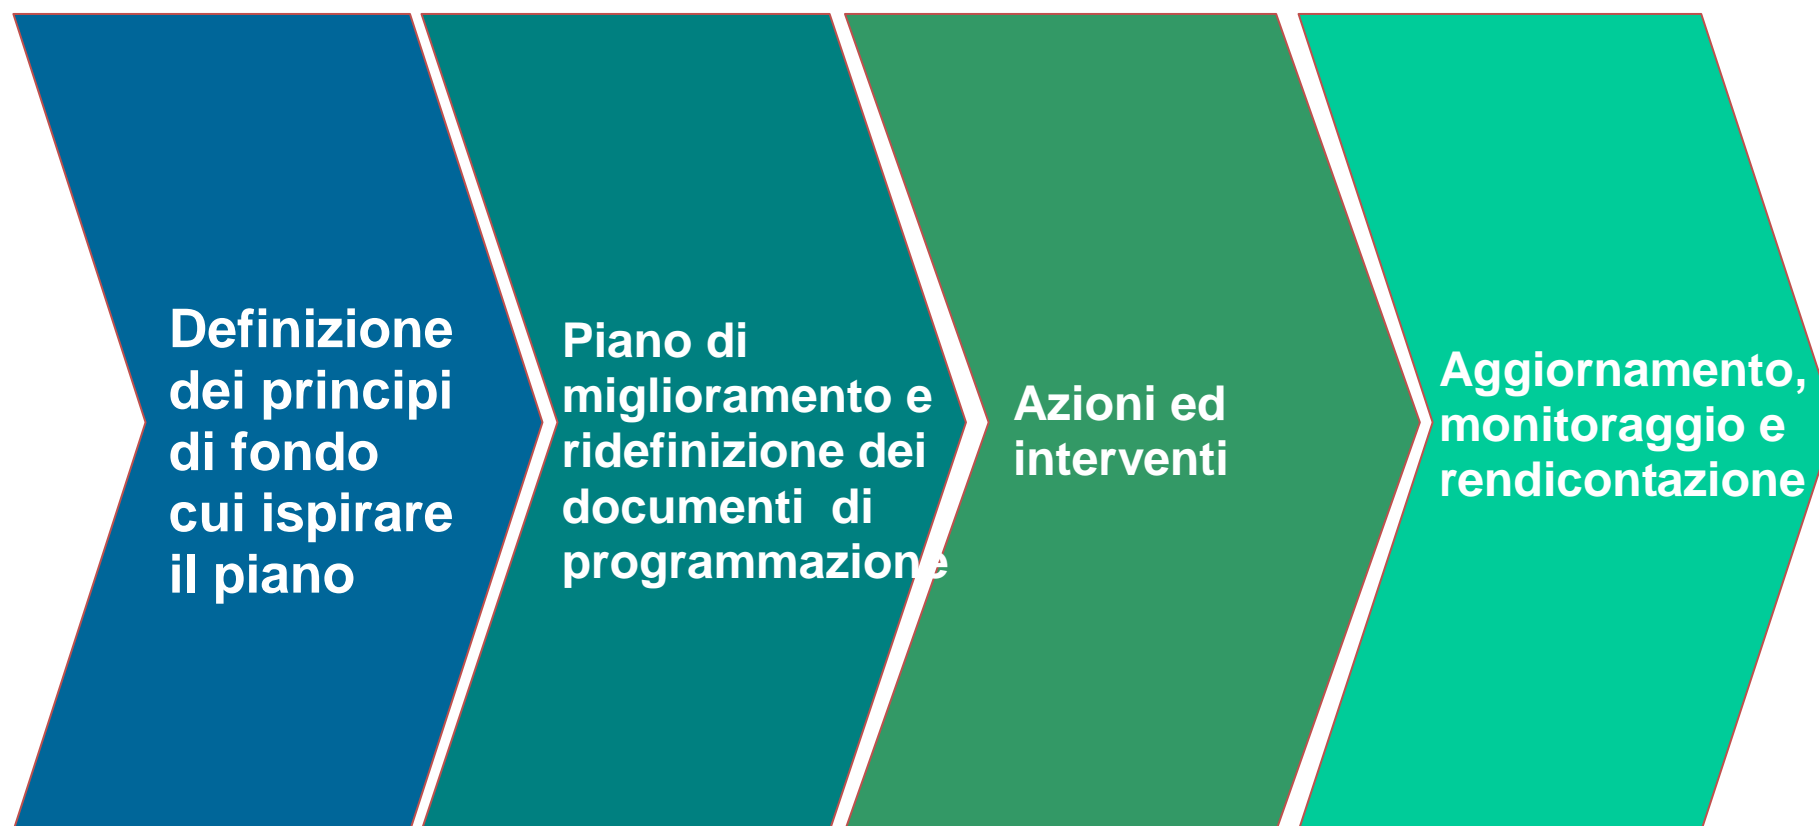 Definizione
dei principi
di fondo
cui ispirare
il piano
Piano di
miglioramento e
ridefinizione dei
documenti  di
programmazione
Azioni ed
interventi
Aggiornamento,
monitoraggio e
rendicontazione